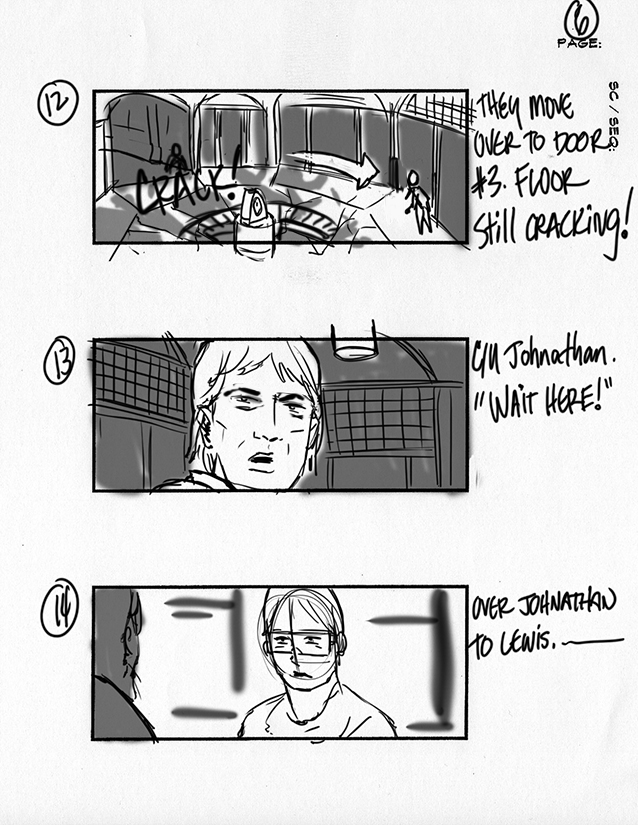 6
PAGE:
SC / SEQ:
12
CRACK!
THEY MOVE
OVER TO DOOR
#3. FLOOR
Still CRACKING!
13
C/U Johnathan.
"WAIT HERE!"
14
OVER JOHNATHAN
TO LEWIS.